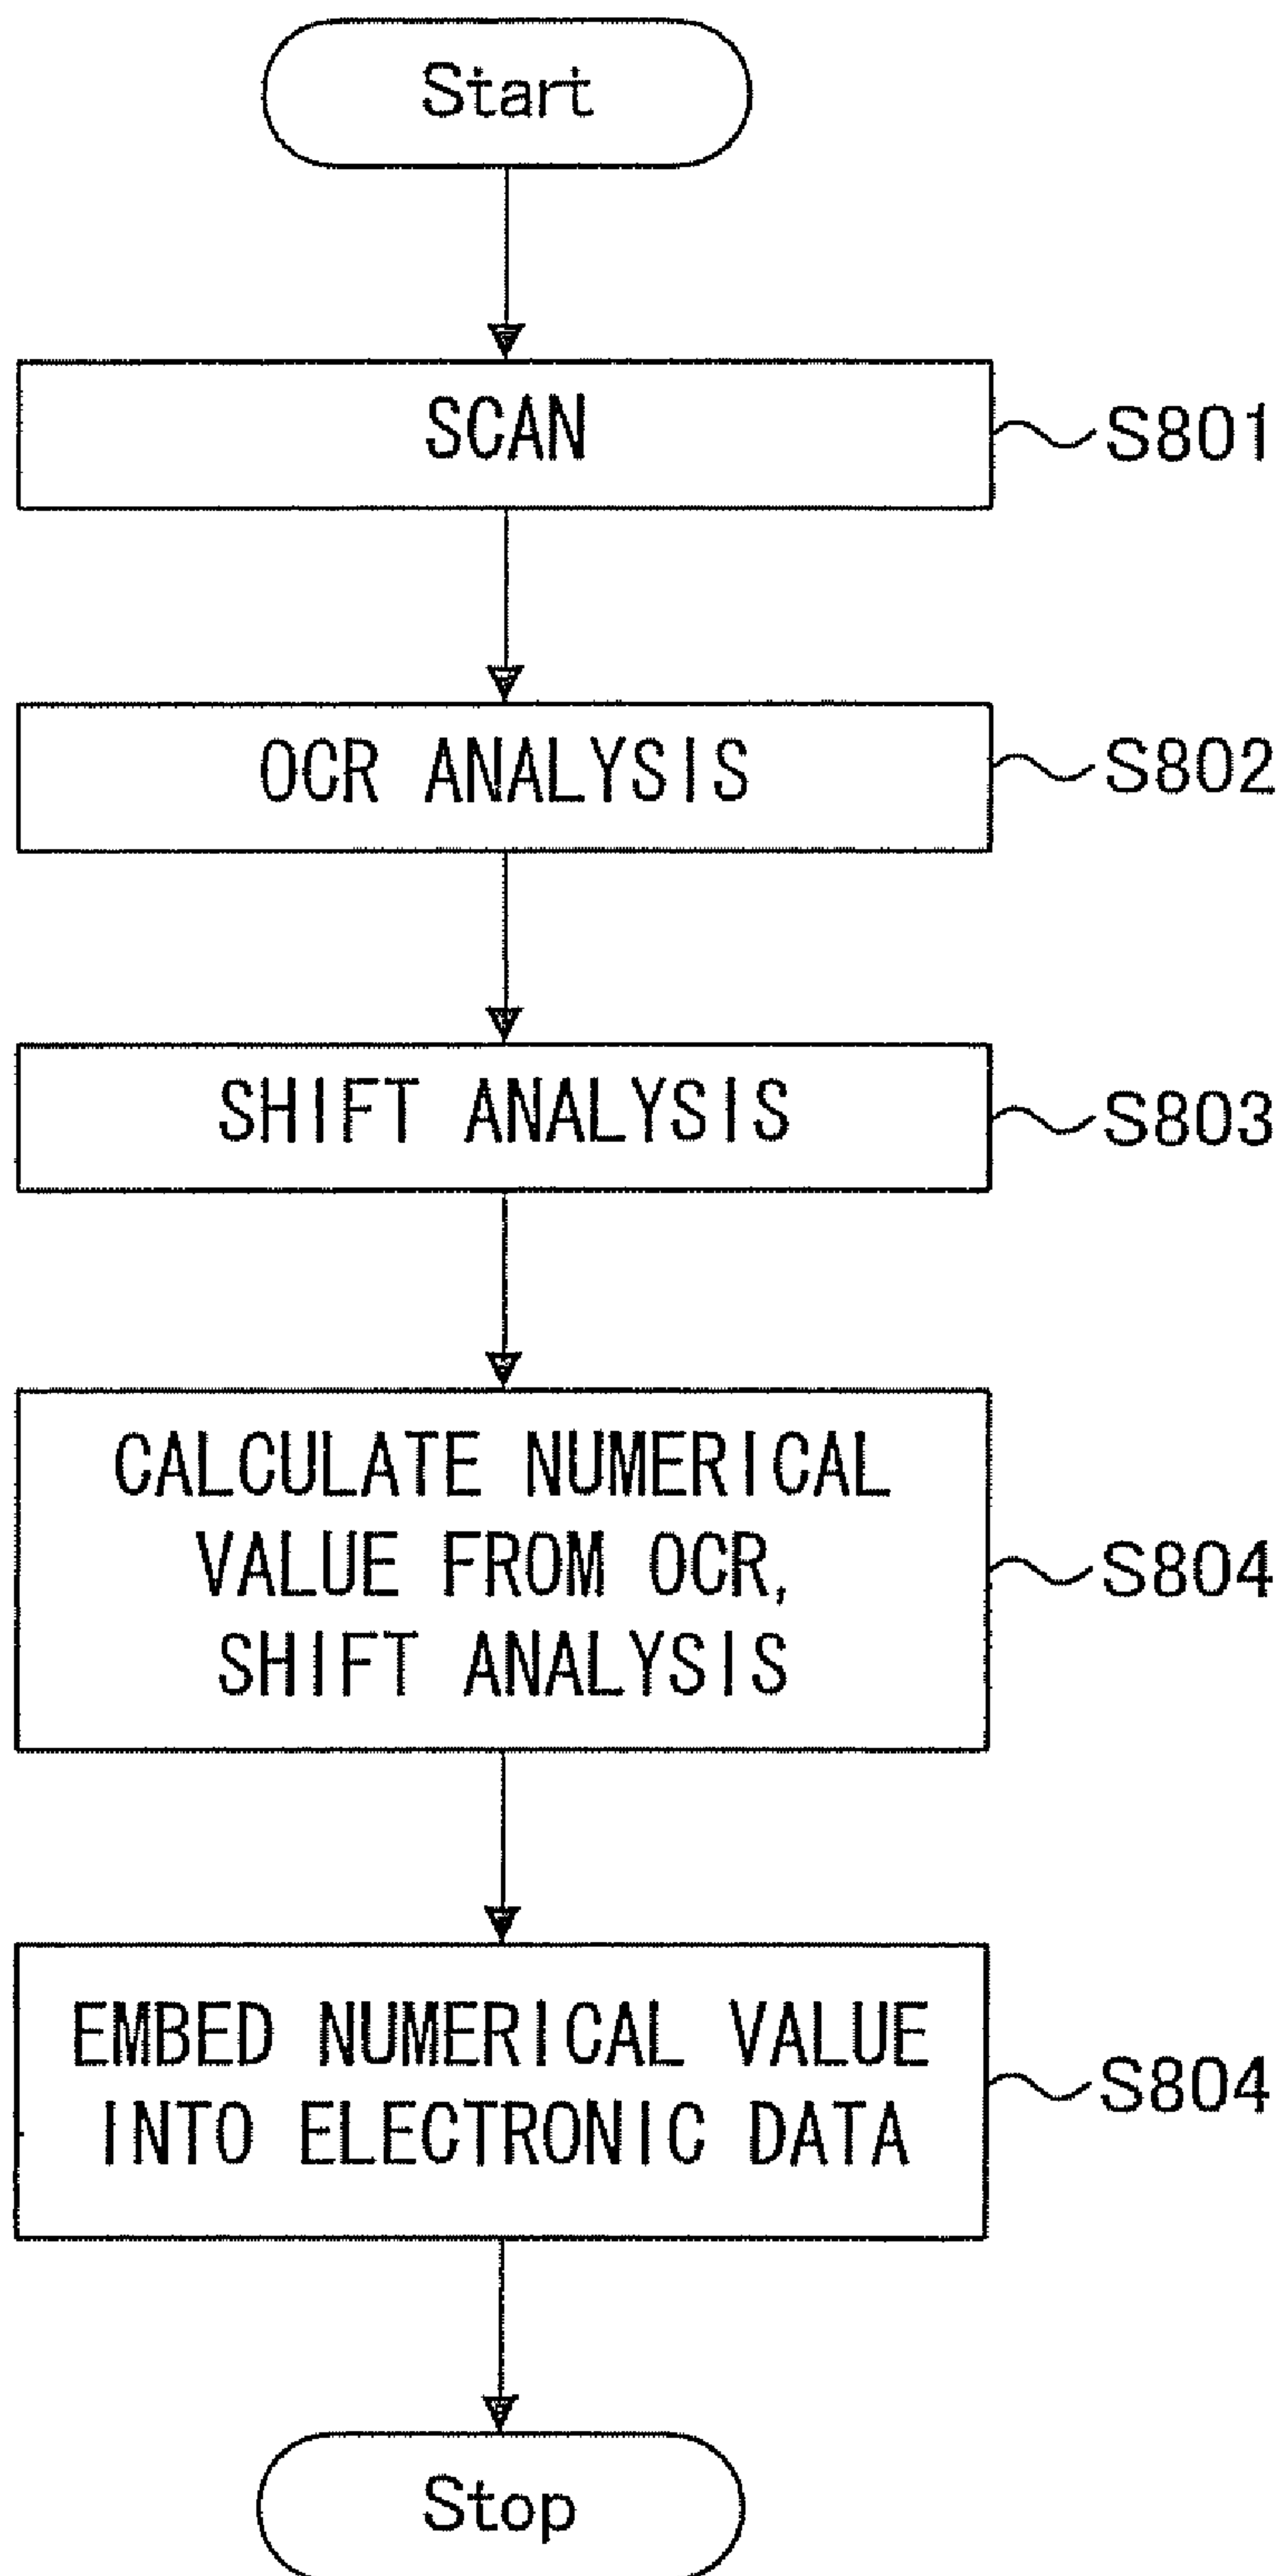 Start
SCAN
S801
OCR ANALYSIS
S802
SHIFT ANALYSIS
S803
CALCULATE NUMERICAL
VALUE FROM OCR,
SHIFT ANALYSIS
S804
EMBED NUMERICAL VALUE
INTO ELECTRONIC DATA
S804
Stop